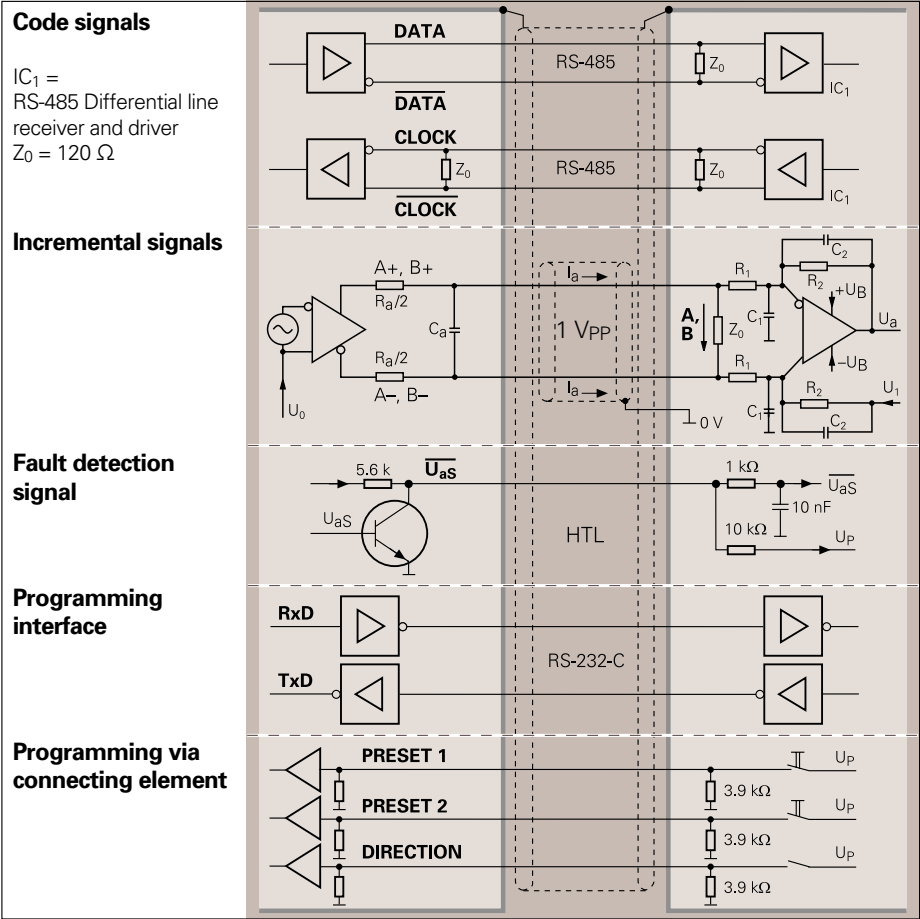 Code signals
IC₁ =
RS-485 Differential line
receiver and driver
Z₀ = 120 Ω
DATA
RS-485
Z₀
IC₁
D̅A̅T̅A̅
CLOCK
Z₀
RS-485
Z₀
IC₁
C̅L̅O̅C̅K̅
Incremental signals
A+, B+
Rₐ/2
Cₐ
Rₐ/2
A−, B−
U₀
Iₐ
1 VPP
Iₐ
0 V
A,
B
Z₀
R₁
C₁
R₁
C₁
C₂
R₂
+UB
Uₐ
−UB
R₂
U₁
C₂
Fault detection
signal
5.6 k
U̅a̅S̅
UaS
HTL
1 kΩ
U̅a̅S̅
10 nF
10 kΩ
UP
Programming
interface
RxD
RS-232-C
TxD
Programming via
connecting element
PRESET 1
UP
3.9 kΩ
PRESET 2
UP
3.9 kΩ
DIRECTION
UP
3.9 kΩ